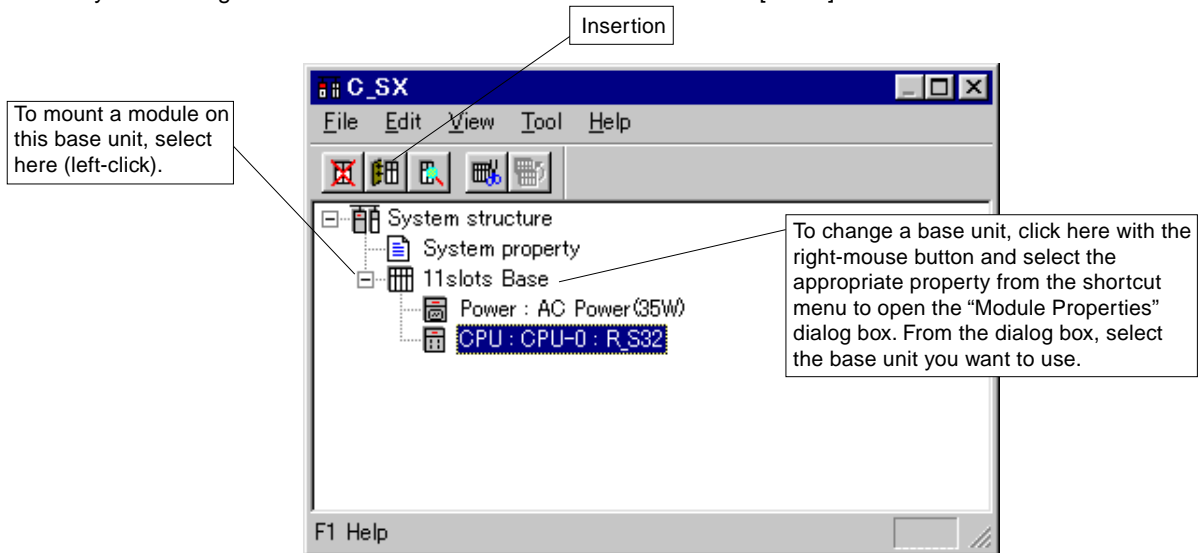 Insertion
C_SX
File Edit View Tool Help
To mount a module on
this base unit, select
here (left-click).
System structure
System property
11slots Base
Power : AC Power(35W)
CPU : CPU-0 : R_S32
To change a base unit, click here with the
right-mouse button and select the
appropriate property from the shortcut
menu to open the “Module Properties”
dialog box. From the dialog box, select
the base unit you want to use.
F1 Help